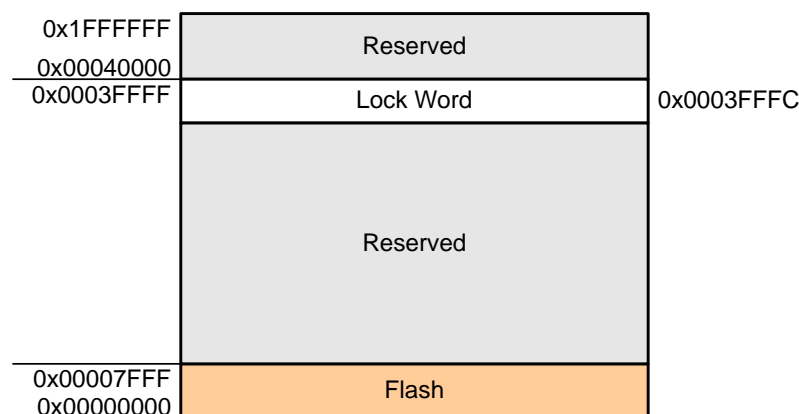 0x1FFFFFF
Reserved
0x00040000
0x0003FFFF
Lock Word
0x0003FFFC
Reserved
0x00007FFF
Flash
0x00000000